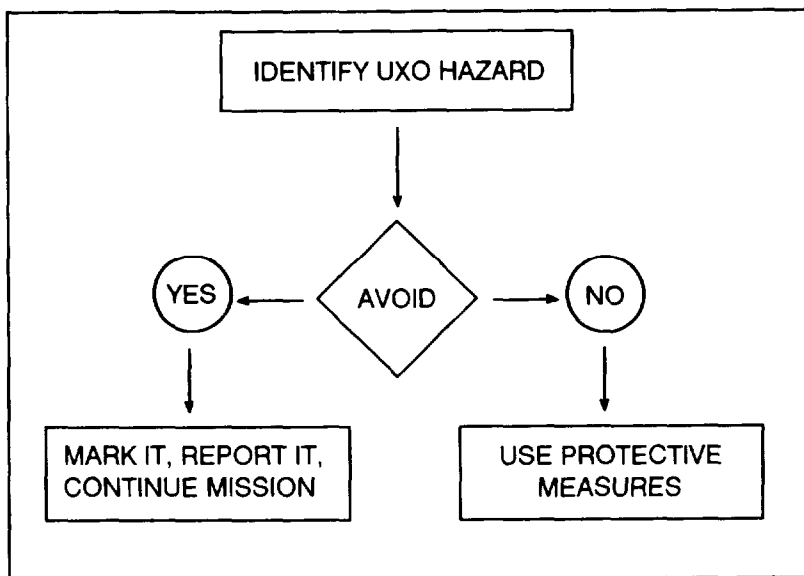 IDENTIFY UXO HAZARD
YES
AVOID
NO
MARK IT, REPORT IT,
CONTINUE MISSION
USE PROTECTIVE
MEASURES